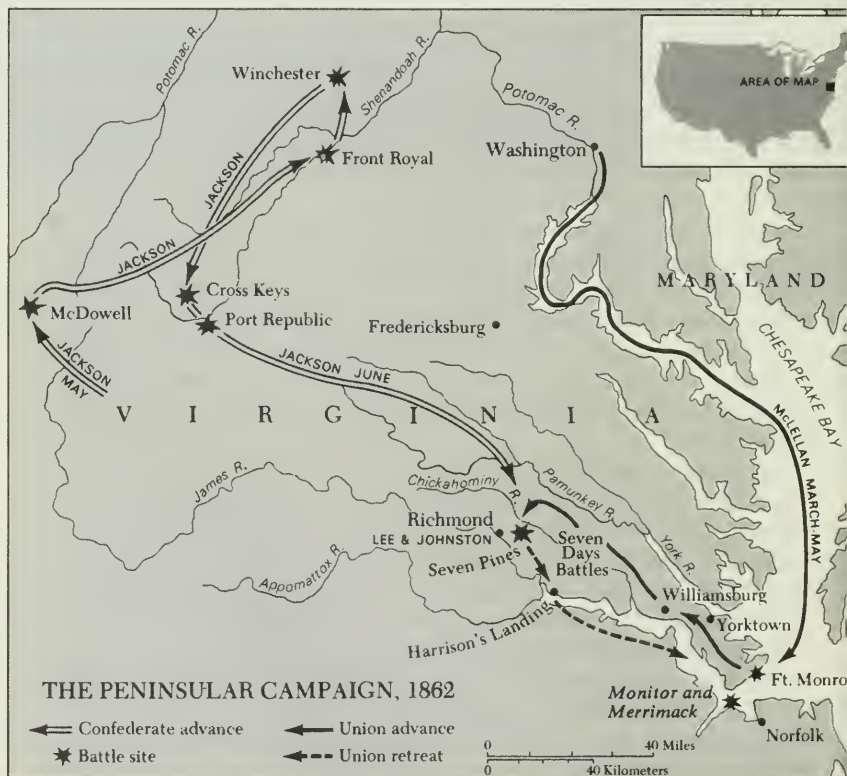 Potomac R.
Winchester
Shenandoah R.
Potomac R.
AREA OF MAP
Washington
Front Royal
JACKSON
JACKSON
MARYLAND
McDowell
Cross Keys
Port Republic
Fredericksburg
JACKSON
MAY
JACKSON JUNE
CHESAPEAKE BAY
VIRGINIA
McLELLAN MARCH-MAY
James R.
Chickahominy R.
Pamunkey R.
Richmond
LEE & JOHNSTON
Seven Pines
Seven
Days
Battles
York R.
Appomattox R.
Williamsburg
Yorktown
Harrison's Landing
Ft. Monro
THE PENINSULAR CAMPAIGN, 1862
Monitor and
Merrimack
Norfolk
Confederate advance
Union advance
Battle site
Union retreat
0 40 Miles
0 40 Kilometers